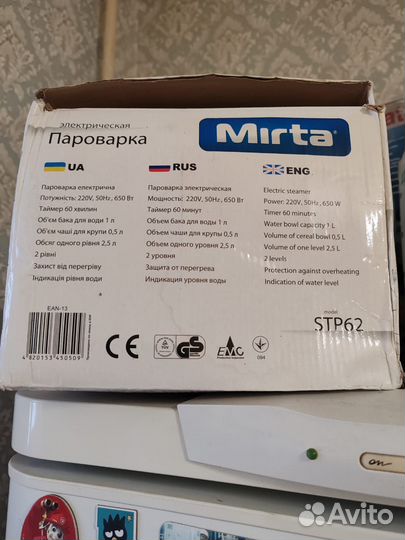 электрическая
Пароварка
Mirta
UA
Пароварка електрична
Потужність: 220V, 50Hz, 650 Вт
Таймер 60 хвилин
Об'єм бака для води 1 л
Об'єм чаші для крупи 0,5 л
Обсяг одного рівня 2,5 л
2 рівні
Захист від перегріву
Індикація рівня води
RUS
Пароварка электрическая
Мощность: 220V, 50Hz, 650 Вт
Таймер 60 минут
Объем бака для воды 1 л
Объем чаши для крупы 0,5 л
Объем одного уровня 2,5 л
2 уровня
Защита от перегрева
Индикация уровня воды
ENG
Electric steamer
Power: 220V, 50Hz, 650 W
Timer 60 minutes
Water bowl capacity 1 L
Volume of cereal bowl 0,5 L
Volume of one level 2,5 L
2 levels
Protection against overheating
Indication of water level
EAN-13
4 820153 450509
CE
TÜV
GS
EMC
094
model
STP62
on
Avito